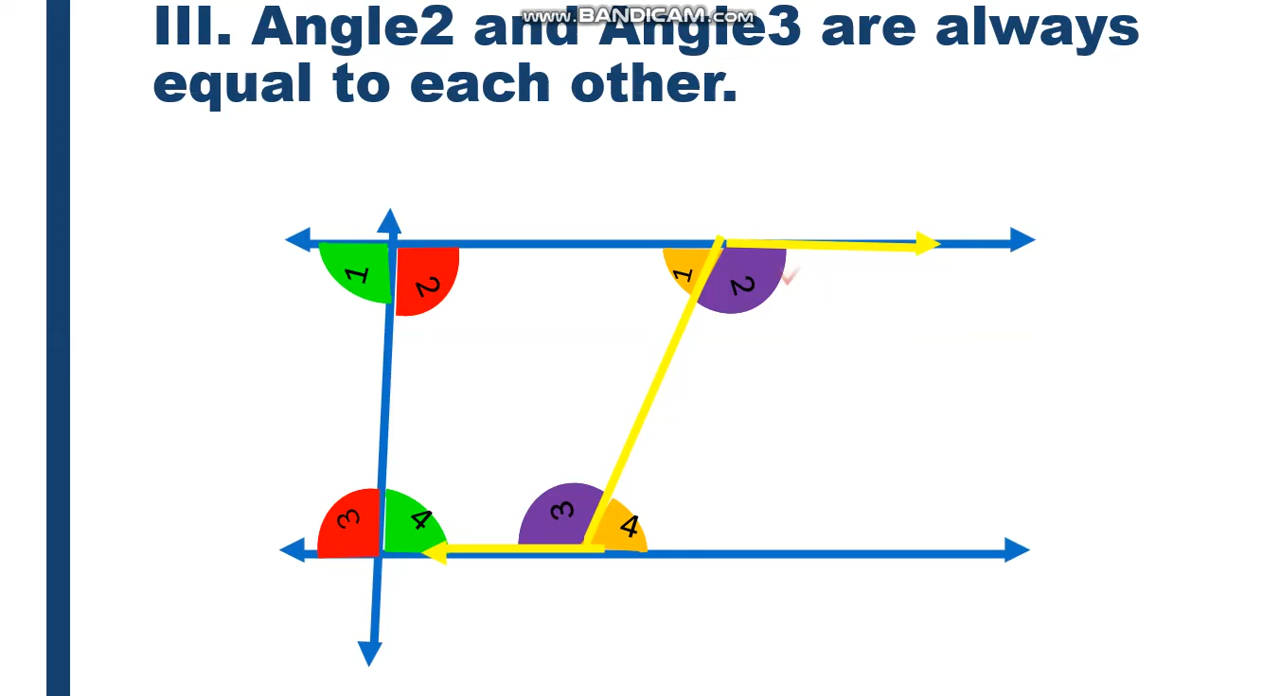 www.BANDICAM.com
III. Angle2 and Angle3 are always
equal to each other.
1 2 1 2
3 4 3 4